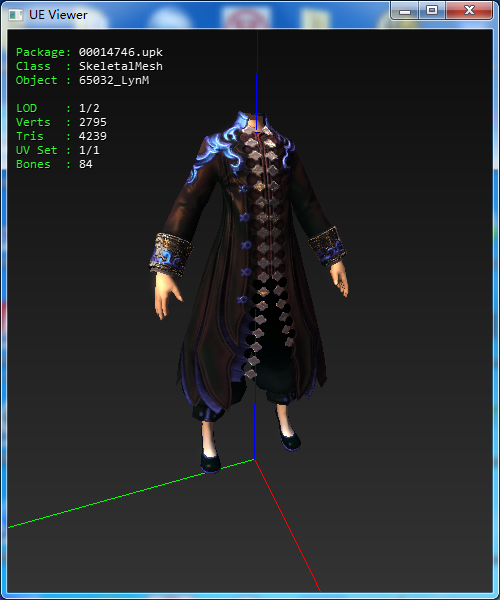 UE Viewer
Package: 00014746.upk
Class : SkeletalMesh
Object : 65032_LynM
LOD : 1/2
Verts : 2795
Tris : 4239
UV Set : 1/1
Bones : 84